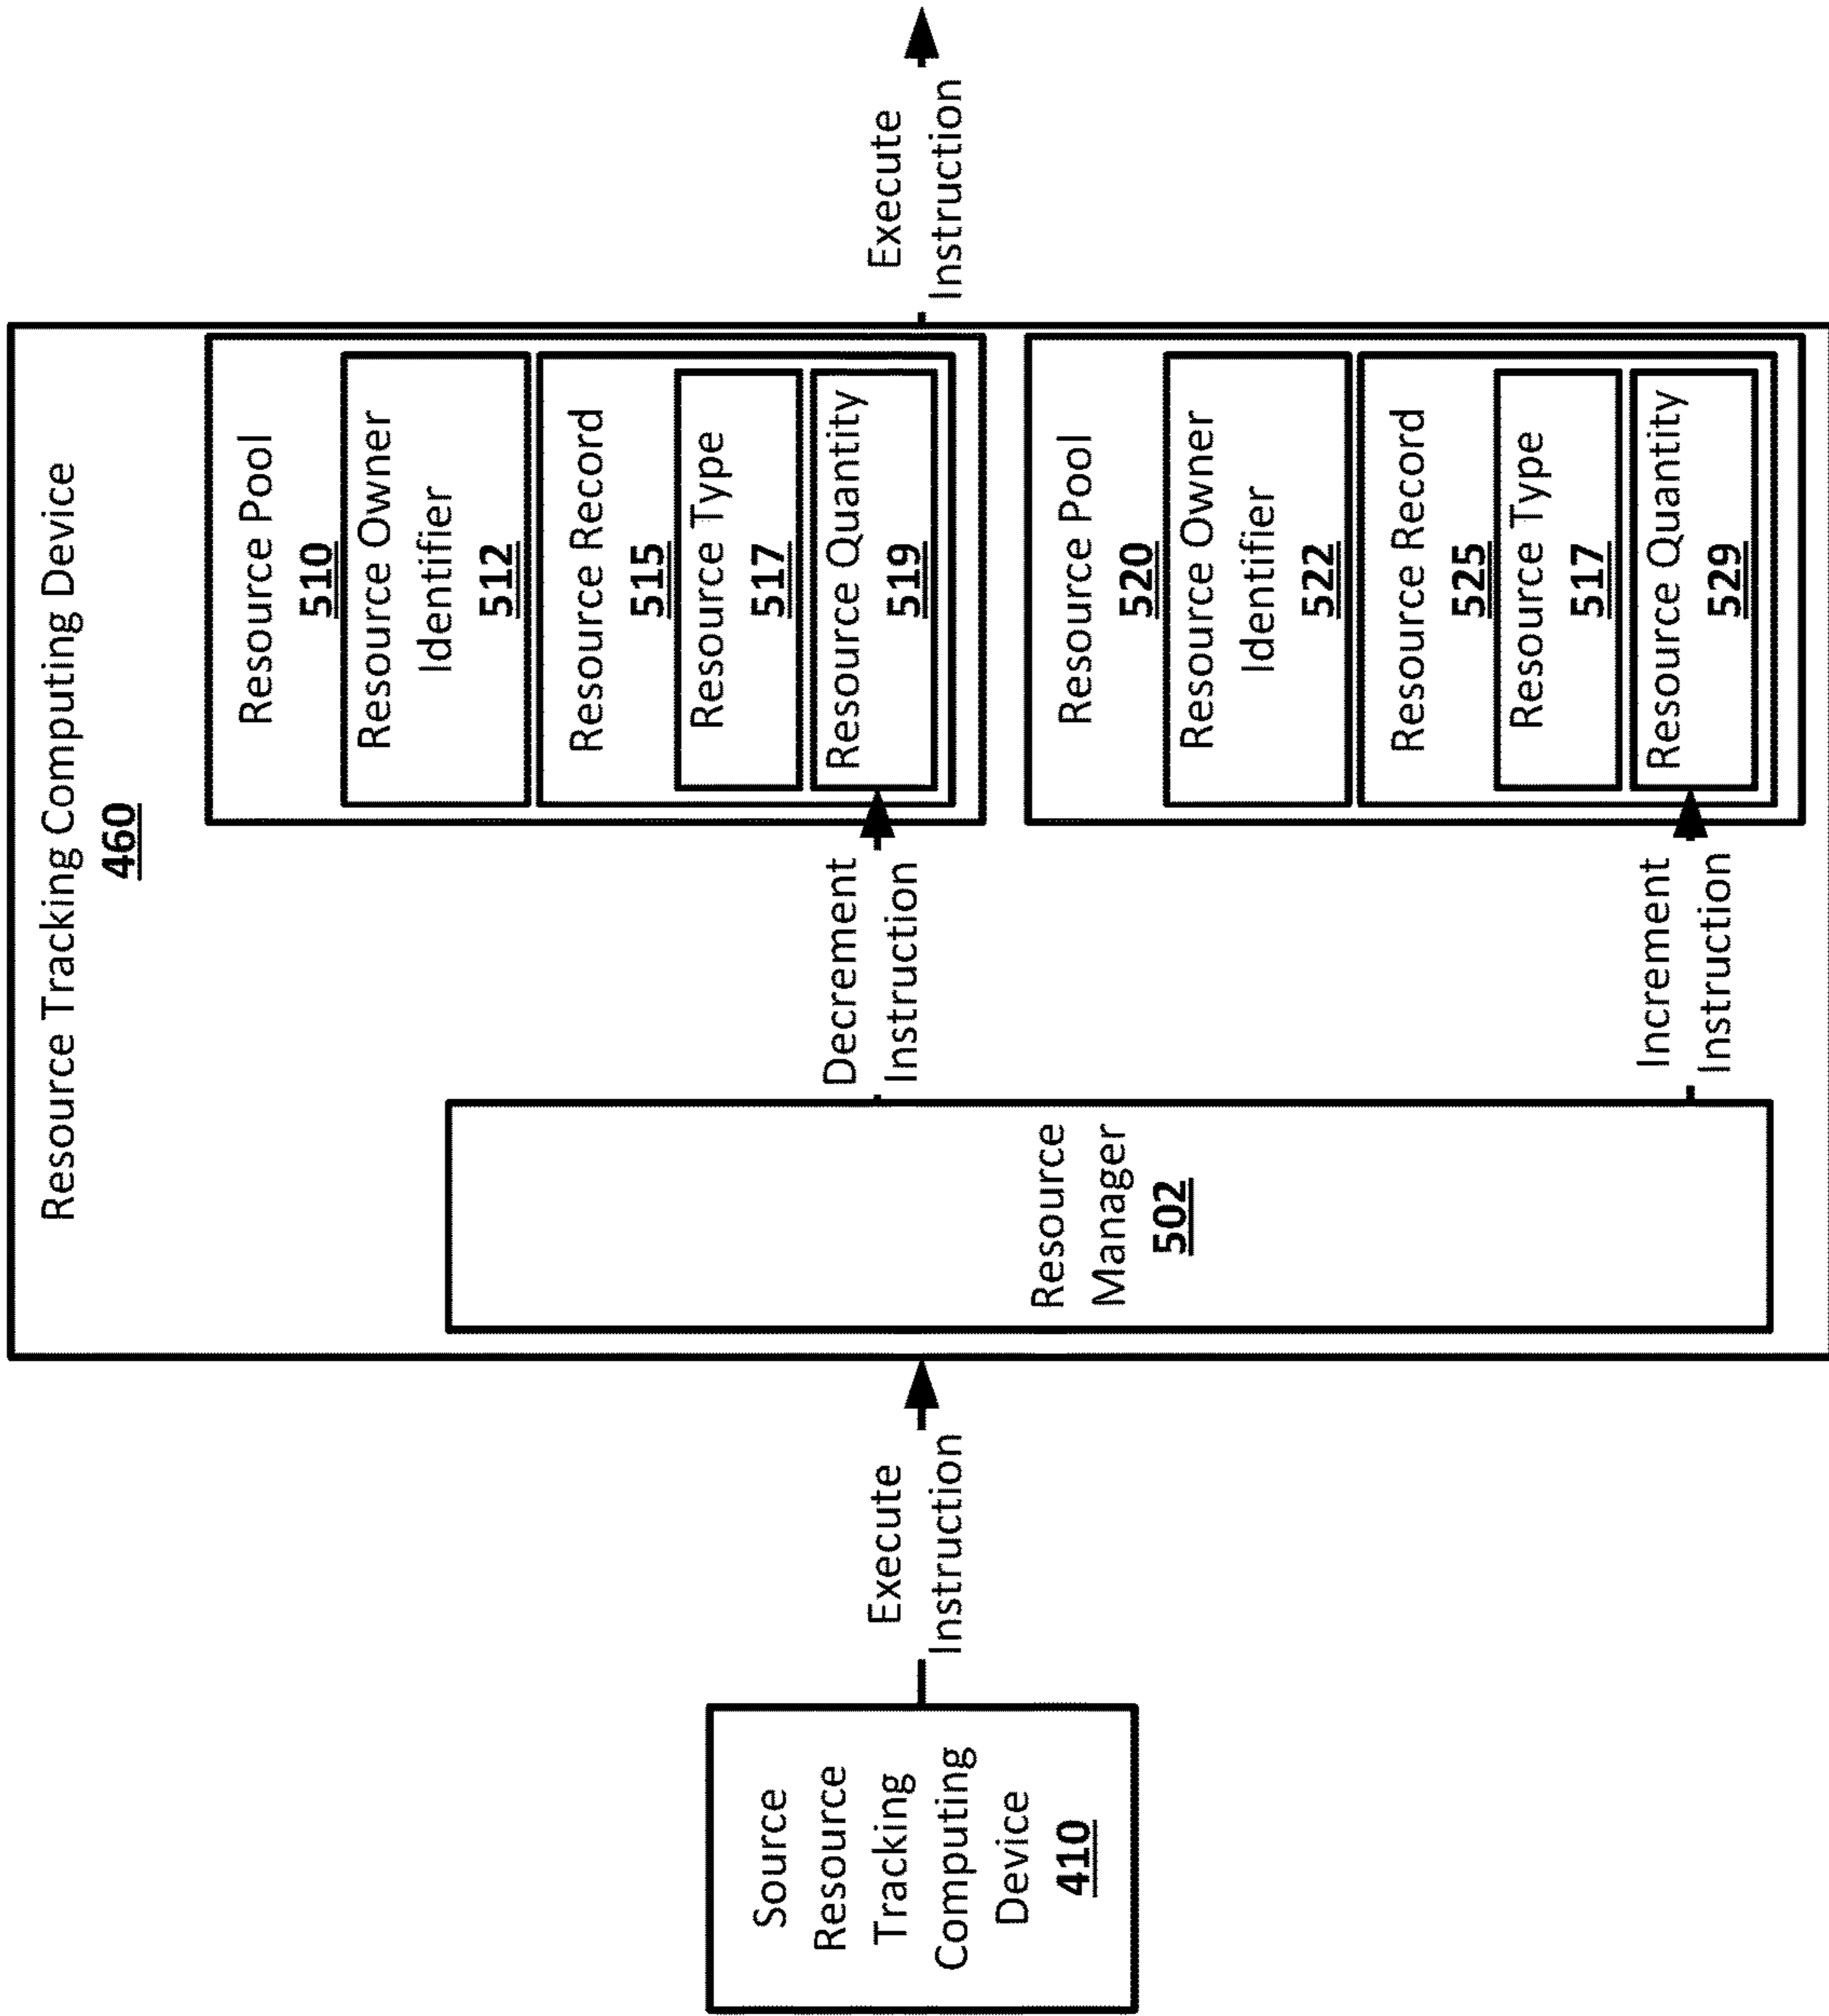 Resource Tracking Computing Device
460
Source
Resource
Tracking
Computing
Device
410
Execute
Instruction
Resource
Manager
502
Decrement
Instruction
Increment
Instruction
Resource Pool
510
Resource Owner
Identifier
512
Resource Record
515
Resource Type
517
Resource Quantity
519
Resource Pool
520
Resource Owner
Identifier
522
Resource Record
525
Resource Type
517
Resource Quantity
529
Execute
Instruction